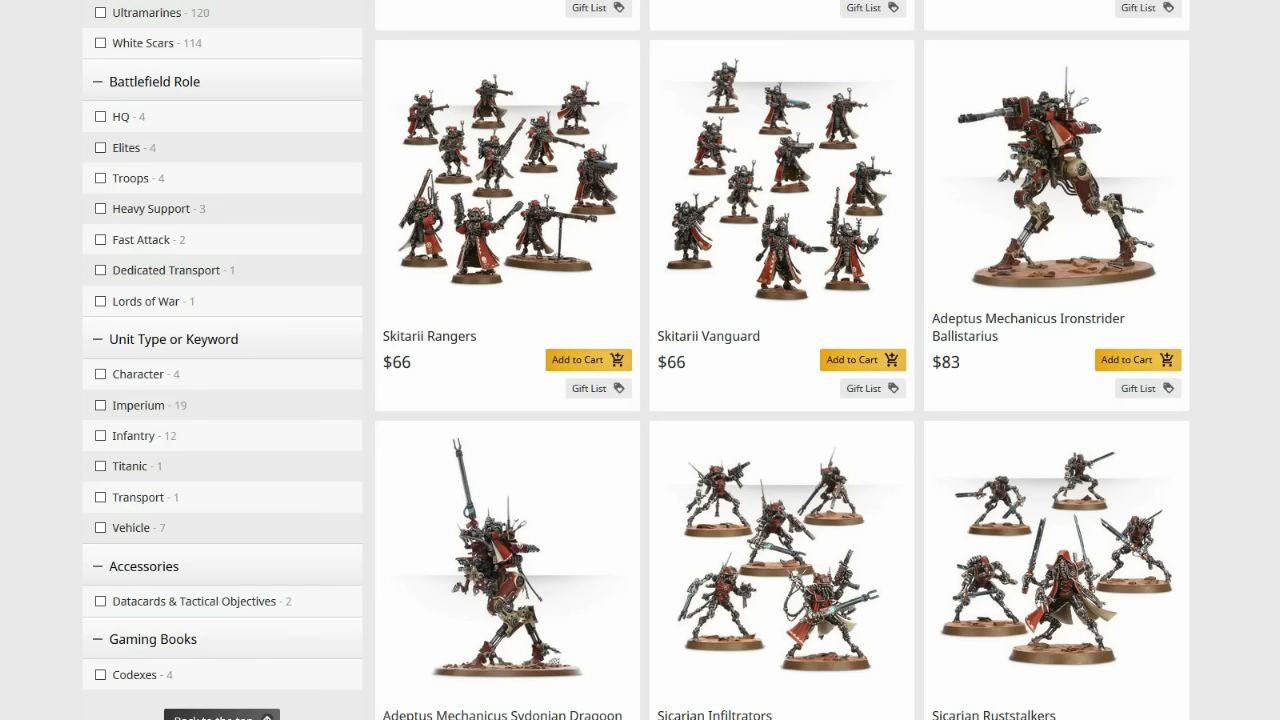 Ultramarines - 120
White Scars - 114
Battlefield Role
HQ - 4
Elites - 4
Troops - 4
Heavy Support - 3
Fast Attack - 2
Dedicated Transport - 1
Lords of War - 1
Unit Type or Keyword
Character - 4
Imperium - 19
Infantry - 12
Titanic - 1
Transport - 1
Vehicle - 7
Accessories
Datacards & Tactical Objectives - 2
Gaming Books
Codexes - 4
Back to the top
Gift List
Gift List
Gift List
Skitarii Rangers
$66
Add to Cart
Gift List
Skitarii Vanguard
$66
Add to Cart
Gift List
Adeptus Mechanicus Ironstrider
Ballistarius
$83
Add to Cart
Gift List
Adeptus Mechanicus Sydonian Dragoon
Sicarian Infiltrators
Sicarian Ruststalkers